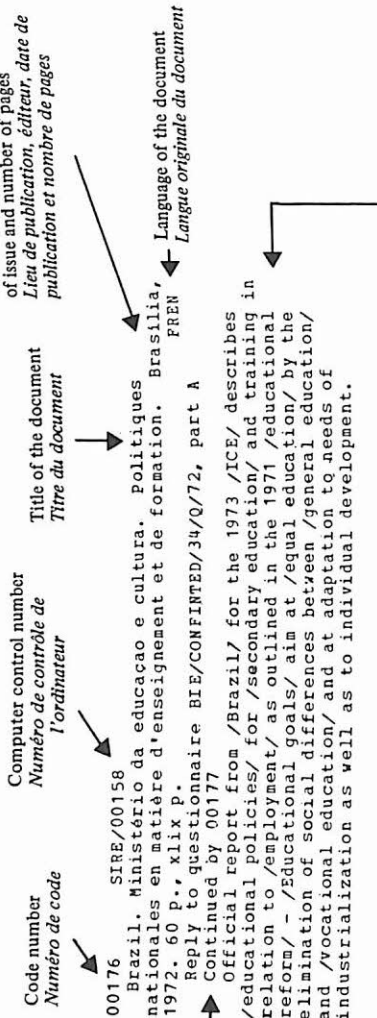 Code number
Numéro de code
Computer control number
Numéro de contrôle de
l'ordinateur
Title of the document
Titre du document
of issue and number of pages
Lieu de publication, éditeur, date de
publication et nombre de pages
Language of the document
Langue originale du document
00176 SIRE/00158
Brazil. Ministério da educaçao e cultura. Politiques
nationales en matière d'enseignement et de formation. Brasilia,
1972. 60 p., xlix p. FREN
Reply to questionnaire BIE/CONFINTED/34/Q/72, part A
Continued by 00177
Official report from /Brazil/ for the 1973 /ICE/ describes
/educational policies/ for /secondary education/ and training in
relation to /employment/ as outlined in the 1971 /educational
reform/ - /Educational goals/ aim at /equal education/ by the
elimination of social differences between /general education/
and /vocational education/ and at adaptation to needs of
industrialization as well as to individual development.